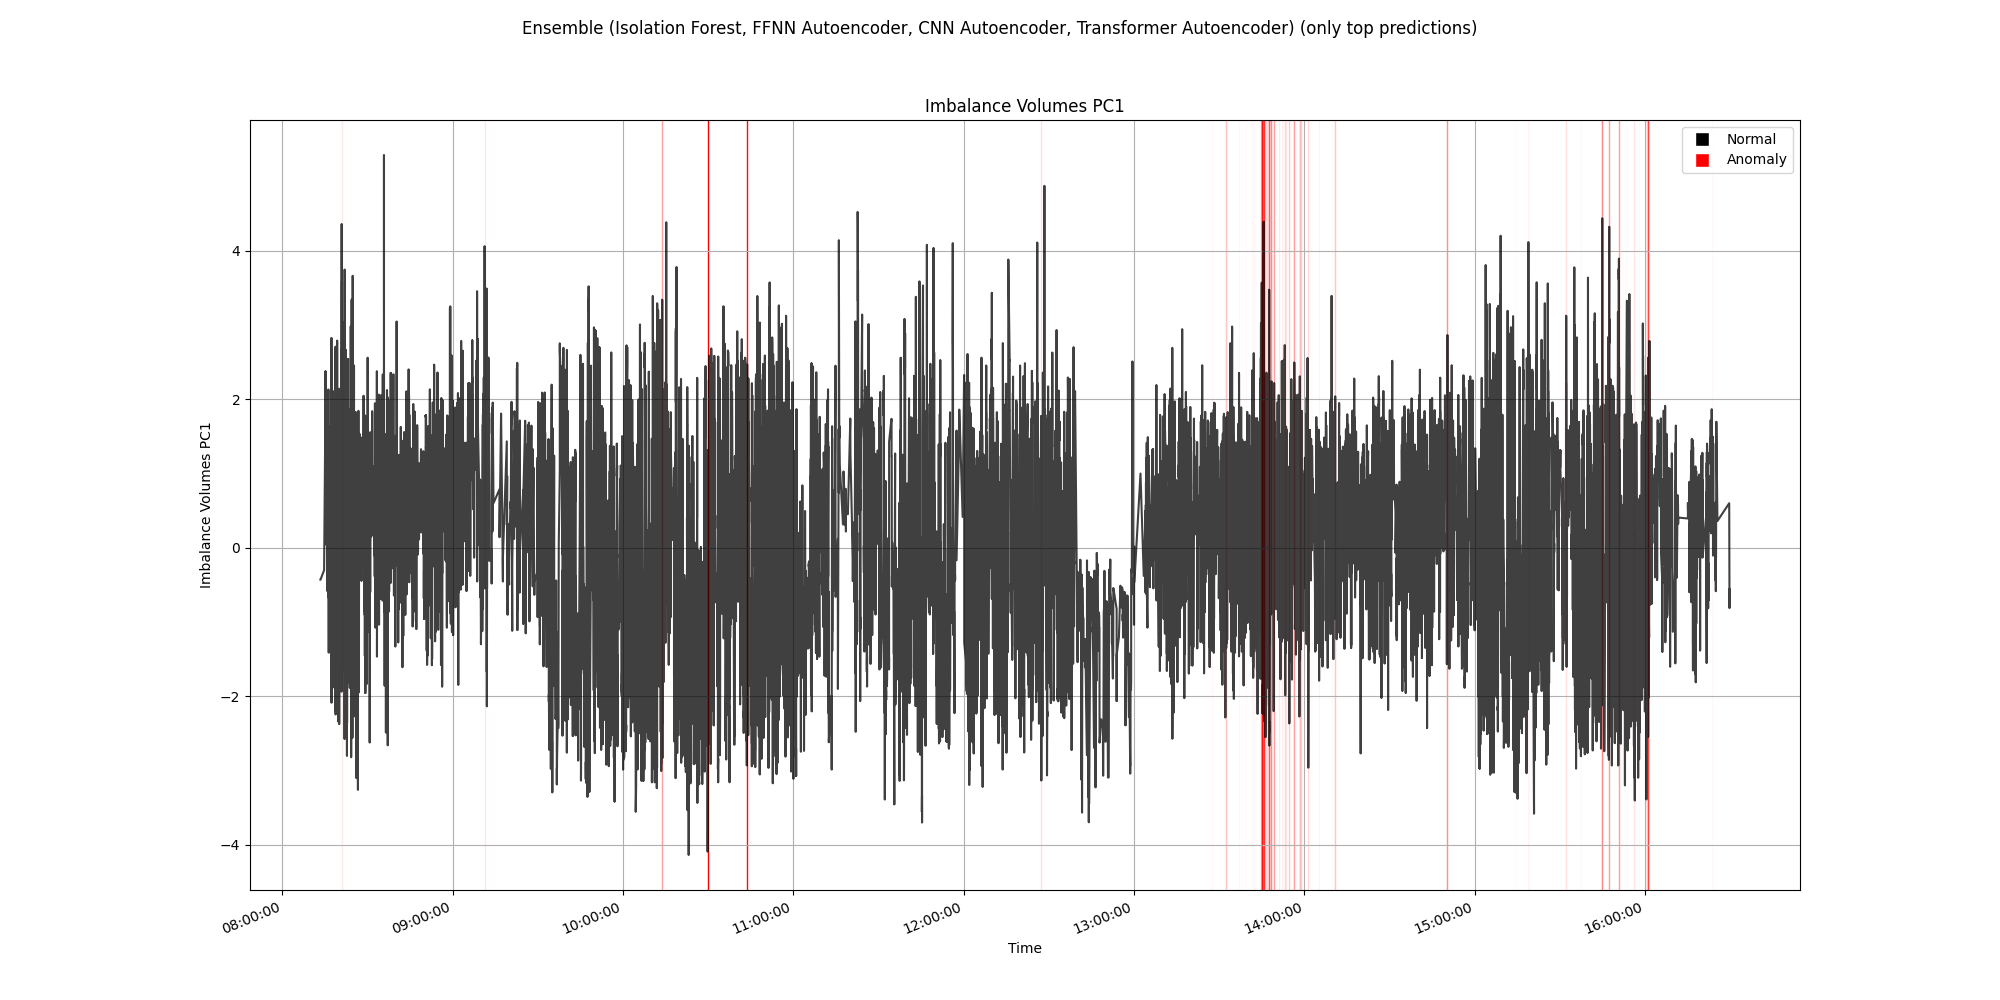 Ensemble (Isolation Forest, FFNN Autoencoder, CNN Autoencoder, Transformer Autoencoder) (only top predictions)
Imbalance Volumes PC1
Normal
Anomaly
4
2
0
−2
−4
Imbalance Volumes PC1
08:00:00
09:00:00
10:00:00
11:00:00
12:00:00
13:00:00
14:00:00
15:00:00
16:00:00
Time